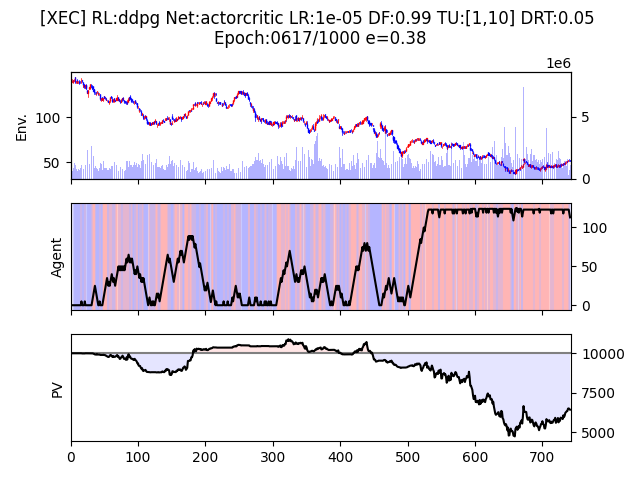 [XEC] RL:ddpg Net:actorcritic LR:1e-05 DF:0.99 TU:[1,10] DRT:0.05
Epoch:0617/1000 e=0.38
1e6
Env.
100
50
5
0
Agent
100
50
0
PV
10000
7500
5000
0 100 200 300 400 500 600 700